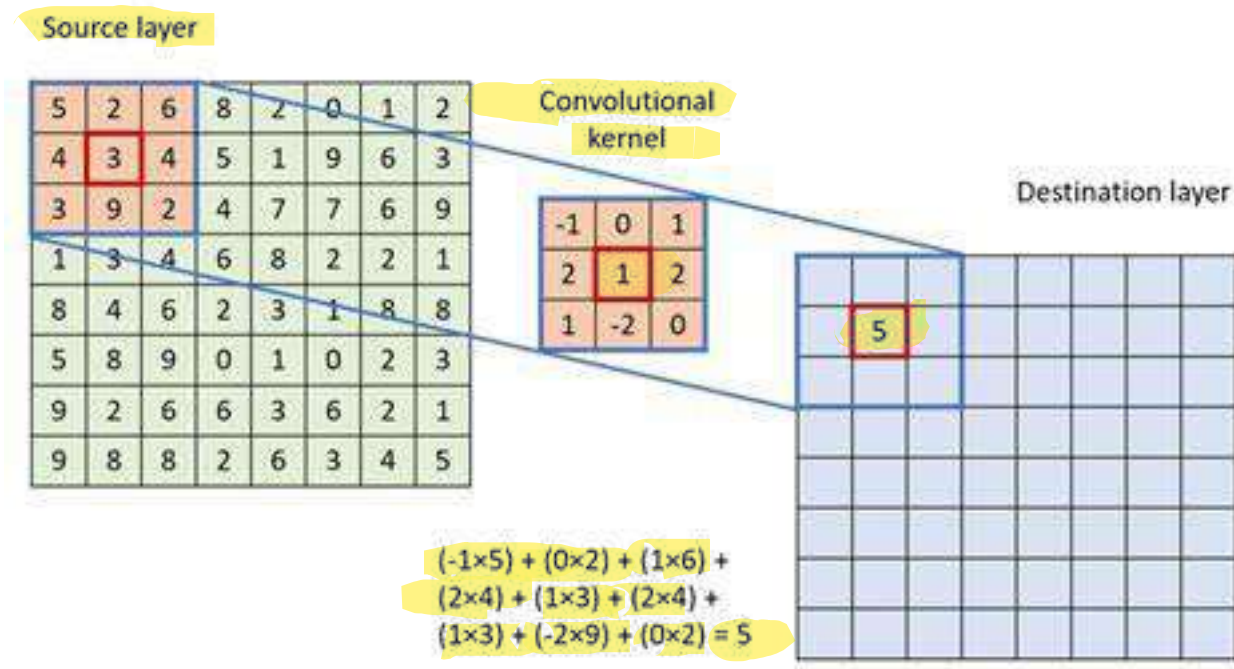 Source layer
5 2 6 8 2 0 1 2
4 3 4 5 1 9 6 3
3 9 2 4 7 7 6 9
1 3 4 6 8 2 2 1
8 4 6 2 3 1 8 8
5 8 9 0 1 0 2 3
9 2 6 6 3 6 2 1
9 8 8 2 6 3 4 5
Convolutional
kernel
-1 0 1
2 1 2
1 -2 0
Destination layer
5
(-1×5) + (0×2) + (1×6) +
(2×4) + (1×3) + (2×4) +
(1×3) + (-2×9) + (0×2) = 5